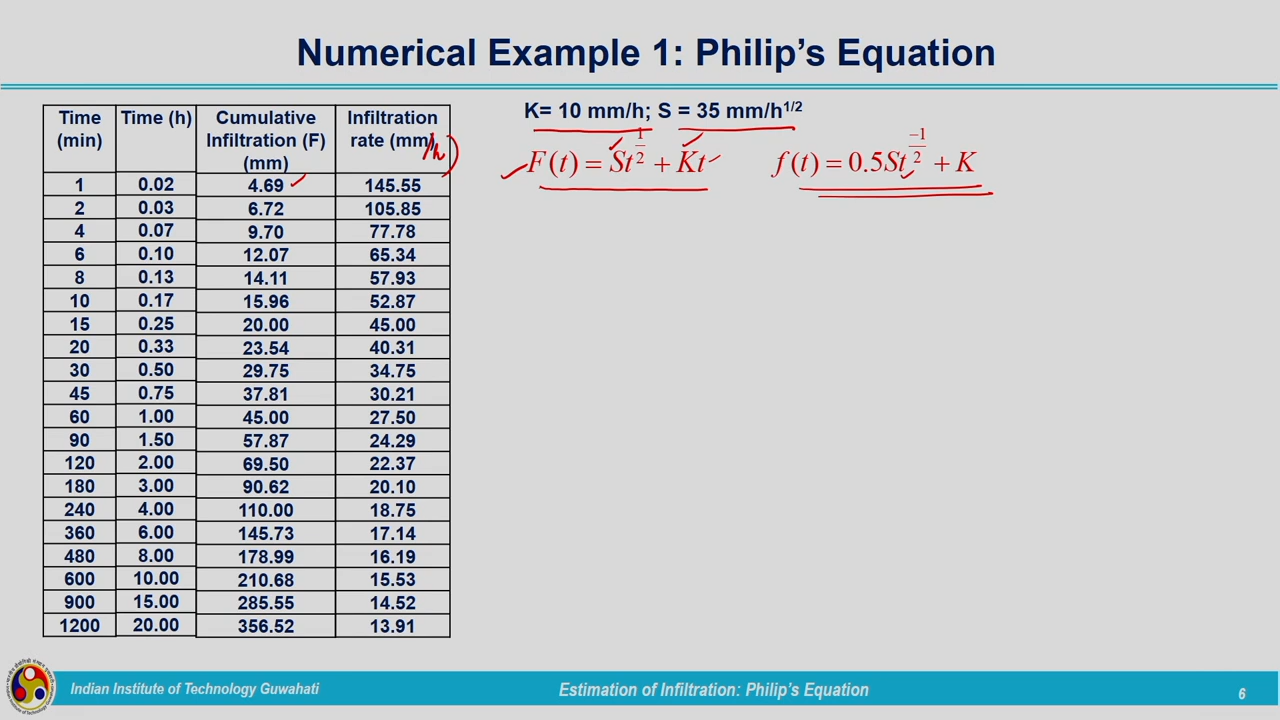 Numerical Example 1: Philip's Equation
Time (min) Time (h) Cumulative Infiltration (F) (mm) Infiltration rate (mm/h)
1 0.02 4.69 145.55
2 0.03 6.72 105.85
4 0.07 9.70 77.78
6 0.10 12.07 65.34
8 0.13 14.11 57.93
10 0.17 15.96 52.87
15 0.25 20.00 45.00
20 0.33 23.54 40.31
30 0.50 29.75 34.75
45 0.75 37.81 30.21
60 1.00 45.00 27.50
90 1.50 57.87 24.29
120 2.00 69.50 22.37
180 3.00 90.62 20.10
240 4.00 110.00 18.75
360 6.00 145.73 17.14
480 8.00 178.99 16.19
600 10.00 210.68 15.53
900 15.00 285.55 14.52
1200 20.00 356.52 13.91
K= 10 mm/h; S = 35 mm/h^1/2
F(t) = St^1/2 + Kt f(t) = 0.5St^-1/2 + K
Indian Institute of Technology Guwahati Estimation of Infiltration: Philip's Equation 6